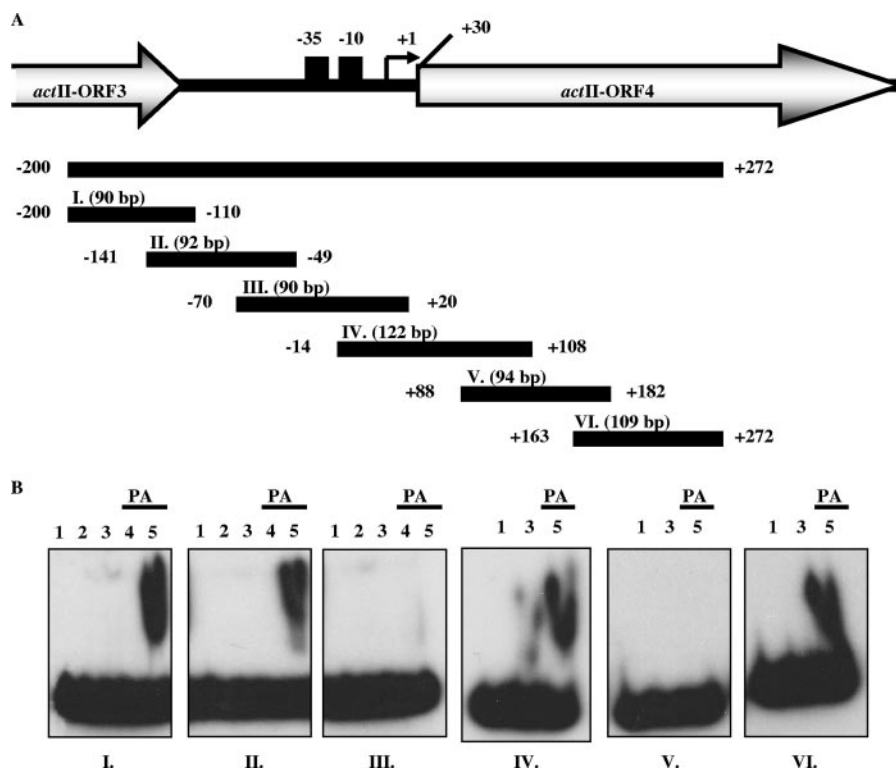 A
-35 -10 +1 +30
actII-ORF3 actII-ORF4
-200 +272
I. (90 bp)
-200 -110
II. (92 bp)
-141 -49
III. (90 bp)
-70 +20
IV. (122 bp)
-14 +108
V. (94 bp)
+88 +182
VI. (109 bp)
+163 +272
B
PA PA PA PA PA PA
1 2 3 4 5 1 2 3 4 5 1 2 3 4 5 1 3 5 1 3 5 1 3 5
I. II. III. IV. V. VI.